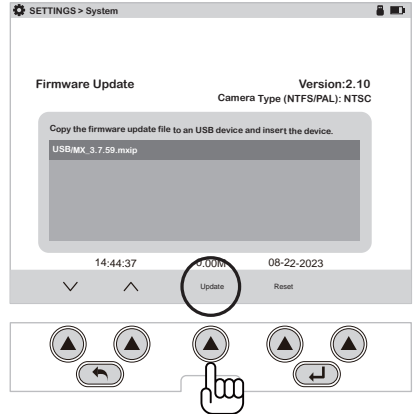 SETTINGS > System
Firmware Update
Version:2.10
Camera Type (NTFS/PAL): NTSC
Copy the firmware update file to an USB device and insert the device.
USB/MX_3.7.59.mxip
14:44:37 0.00M 08-22-2023
Update Reset